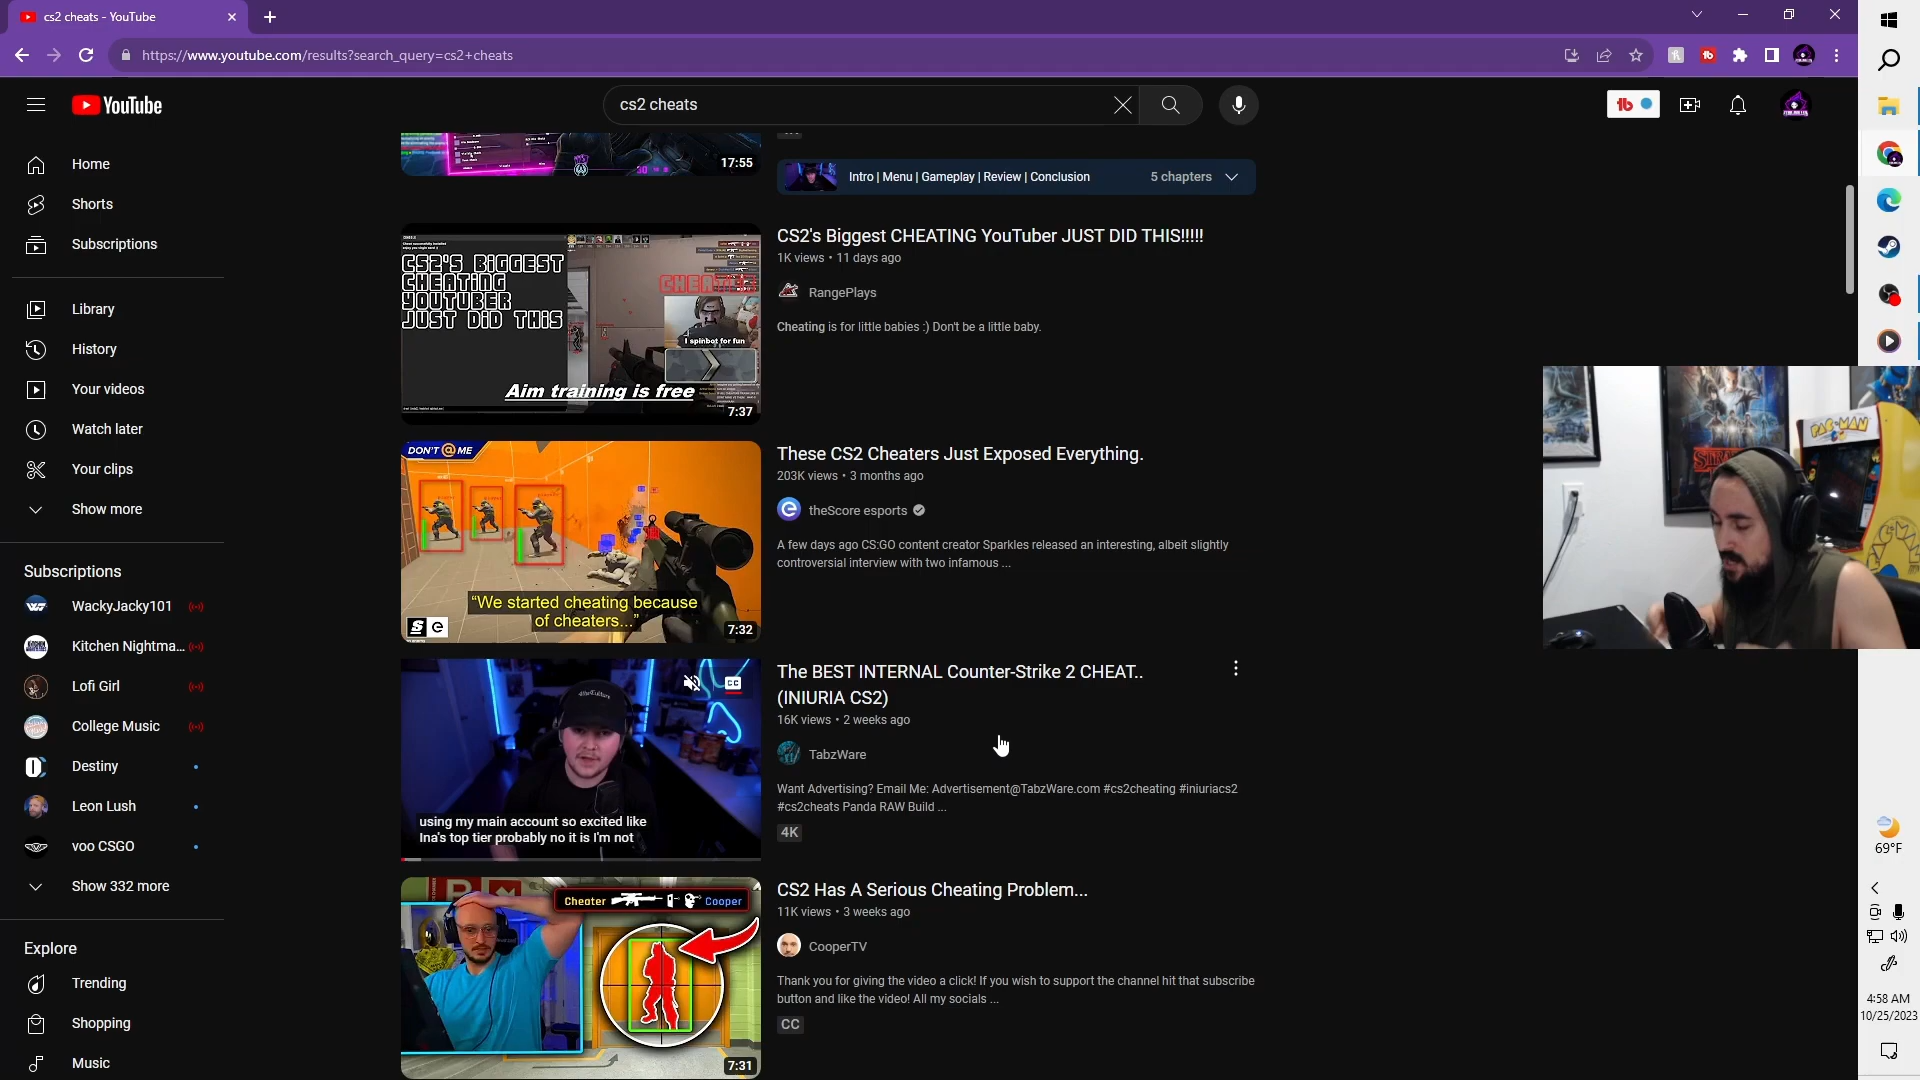 cs2 cheats - YouTube
https://www.youtube.com/results?search_query=cs2+cheats
YouTube
cs2 cheats
Home
Shorts
Subscriptions
Library
History
Your videos
Watch later
Your clips
Show more
Subscriptions
WackyJacky101
Kitchen Nightma...
Lofi Girl
College Music
Destiny
Leon Lush
voo CSGO
Show 332 more
Explore
Trending
Shopping
Music
17:55
Intro | Menu | Gameplay | Review | Conclusion
5 chapters
CS2'S BIGGEST
CHEATING
YOUTUBER
JUST DID THIS
I spinbot for fun
Aim training is free
7:37
CS2's Biggest CHEATING YouTuber JUST DID THIS!!!!!
1K views • 11 days ago
RangePlays
Cheating is for little babies :) Don't be a little baby.
DON'T @ ME
"We started cheating because
of cheaters..."
7:32
These CS2 Cheaters Just Exposed Everything.
203K views • 3 months ago
theScore esports
A few days ago CS:GO content creator Sparkles released an interesting, albeit slightly
controversial interview with two infamous ...
CC
using my main account so excited like
Ina's top tier probably no it is I'm not
The BEST INTERNAL Counter-Strike 2 CHEAT..
(INIURIA CS2)
16K views • 2 weeks ago
TabzWare
Want Advertising? Email Me: Advertisement@TabzWare.com #cs2cheating #iniuriacs2
#cs2cheats Panda RAW Build ...
4K
Cheater
Cooper
7:31
CS2 Has A Serious Cheating Problem...
11K views • 3 weeks ago
CooperTV
Thank you for giving the video a click! If you wish to support the channel hit that subscribe
button and like the video! All my socials ...
CC
PAC-MAN
69°F
4:58 AM
10/25/2023